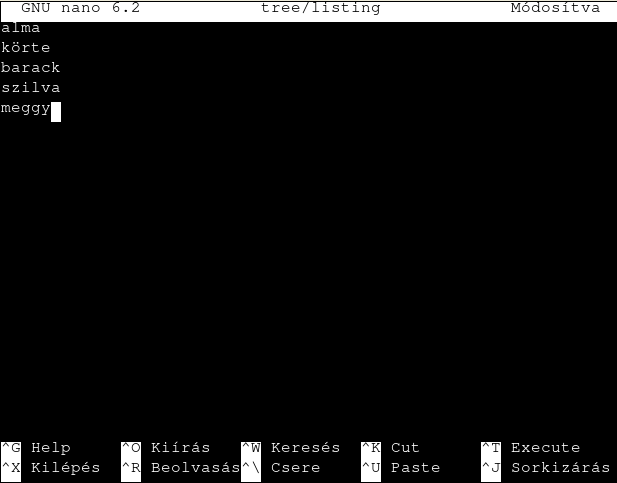 GNU nano 6.2 tree/listing Módosítva
alma
körte
barack
szilva
meggy
^G Help ^O Kiírás ^W Keresés ^K Cut ^T Execute
^X Kilépés ^R Beolvasás ^\ Csere ^U Paste ^J Sorkizárás